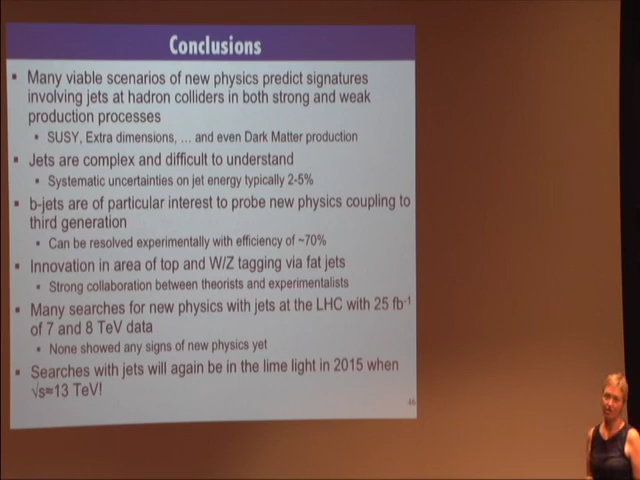 Conclusions
▪ Many viable scenarios of new physics predict signatures
involving jets at hadron colliders in both strong and weak
production processes
▪ SUSY, Extra dimensions, ... and even Dark Matter production
▪ Jets are complex and difficult to understand
▪ Systematic uncertainties on jet energy typically 2-5%
▪ b-jets are of particular interest to probe new physics coupling to
third generation
▪ Can be resolved experimentally with efficiency of ~70%
▪ Innovation in area of top and W/Z tagging via fat jets
▪ Strong collaboration between theorists and experimentalists
▪ Many searches for new physics with jets at the LHC with 25 fb⁻¹
of 7 and 8 TeV data
▪ None showed any signs of new physics yet
▪ Searches with jets will again be in the lime light in 2015 when
√s≈13 TeV!
46